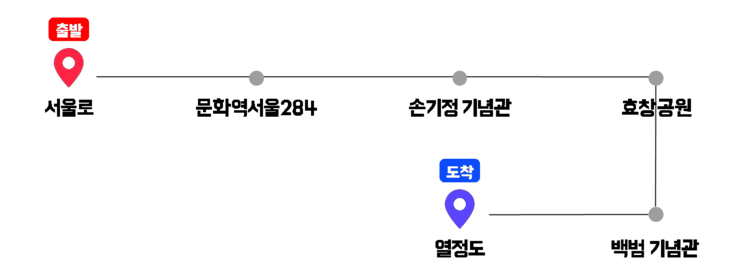 출발
서울로
문화역서울284
손기정 기념관
효창공원
도착
열정도
백범 기념관